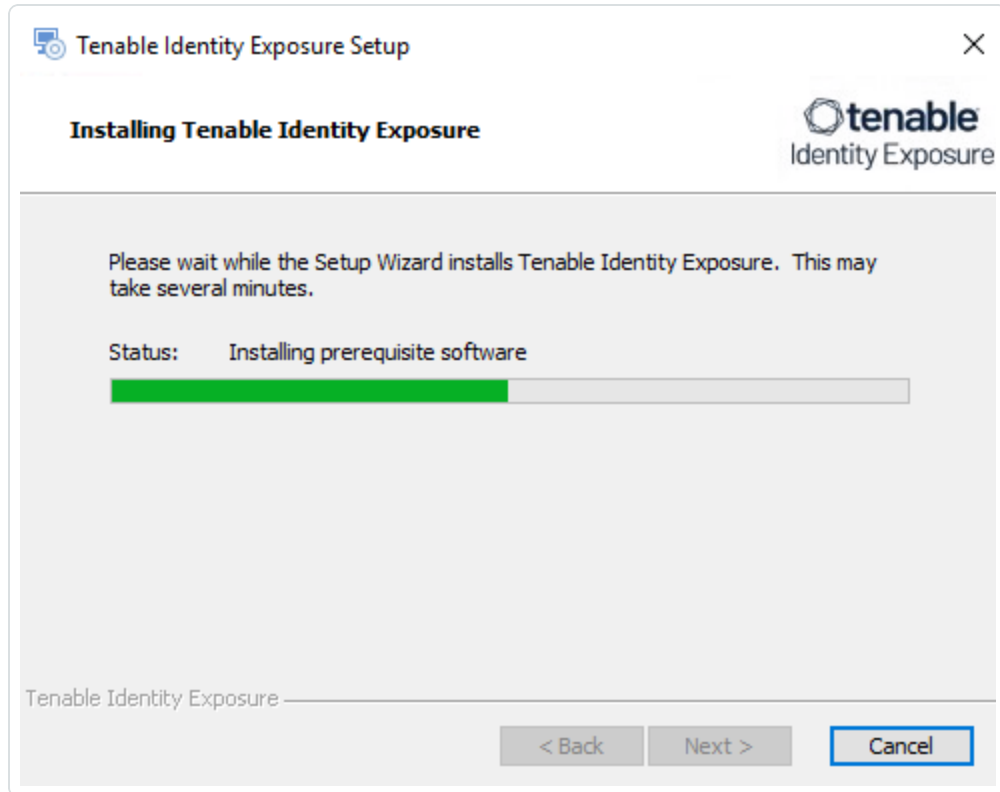 Tenable Identity Exposure Setup
Installing Tenable Identity Exposure
tenable
Identity Exposure
Please wait while the Setup Wizard installs Tenable Identity Exposure. This may
take several minutes.
Status: Installing prerequisite software
Tenable Identity Exposure
< Back Next > Cancel